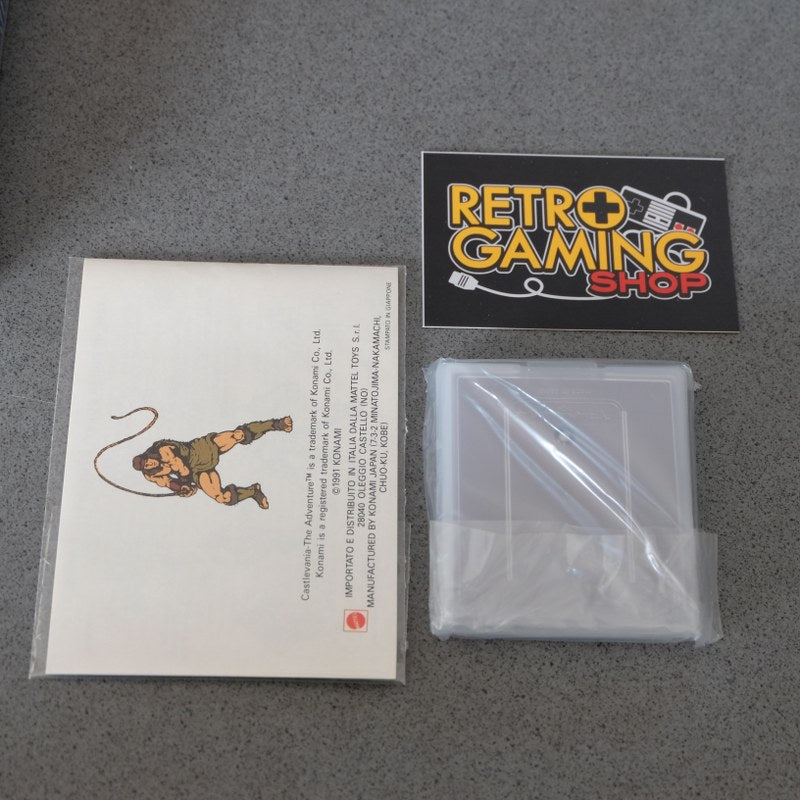 RETRO
GAMING
SHOP
Castlevania-The Adventure™ is a trademark of Konami Co., Ltd.
Konami is a registered trademark of Konami Co., Ltd.
©1991 KONAMI
IMPORTATO E DISTRIBUITO IN ITALIA DALLA MATTEL TOYS S.r.l.
28040 OLEGGIO CASTELLO (NO)
MANUFACTURED BY KONAMI JAPAN (7-3-2 MINATOJIMA-NAKAMACHI,
CHUO-KU, KOBE)
STAMPATO IN GIAPPONE